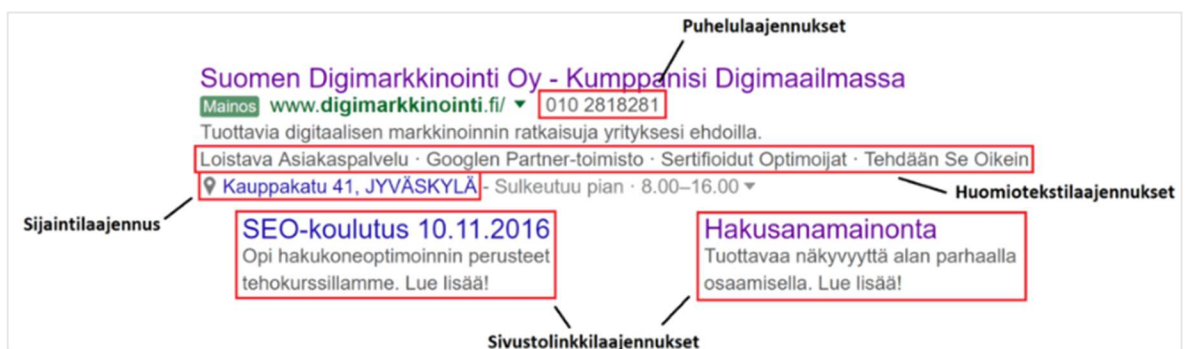 Puhelulaajennukset
Suomen Digimarkkinointi Oy - Kumppanisi Digimaailmassa
Mainos www.digimarkkinointi.fi/ 010 2818281
Tuottavia digitaalisen markkinoinnin ratkaisuja yrityksesi ehdoilla.
Loistava Asiakaspalvelu · Googlen Partner-toimisto · Sertifioidut Optimoijat · Tehdään Se Oikein
Kauppakatu 41, JYVÄSKYLÄ - Sulkeutuu pian · 8.00–16.00
Huomiotekstilaajennukset
Sijaintilaajennus
SEO-koulutus 10.11.2016
Opi hakukoneoptimoinnin perusteet
tehokurssillamme. Lue lisää!
Hakusanamainonta
Tuottavaa näkyvyyttä alan parhaalla
osaamisella. Lue lisää!
Sivustolinkkilaajennukset